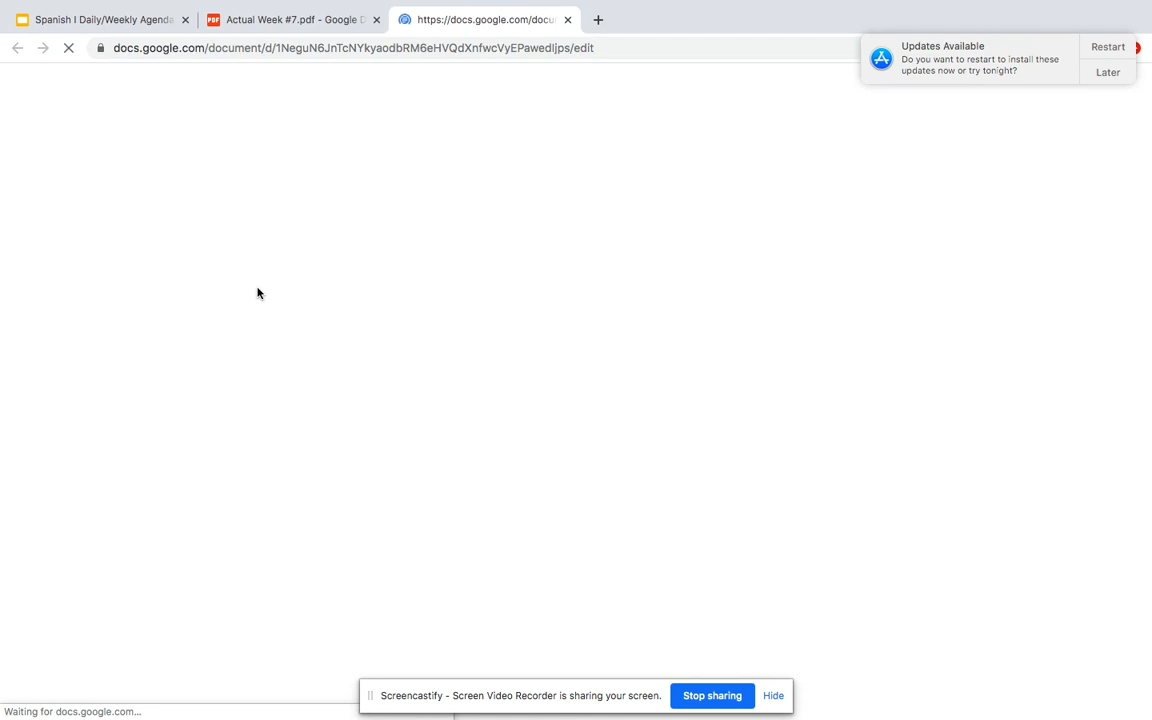 Spanish I Daily/Weekly Agenda
PDF
Actual Week #7.pdf - Google D
https://docs.google.com/docu
docs.google.com/document/d/1NeguN6JnTcNYkyaodbRM6eHVQdXnfwcVyEPawedljps/edit
Updates Available
Do you want to restart to install these
updates now or try tonight?
Restart
Later
Screencastify - Screen Video Recorder is sharing your screen.
Stop sharing
Hide
Waiting for docs.google.com...